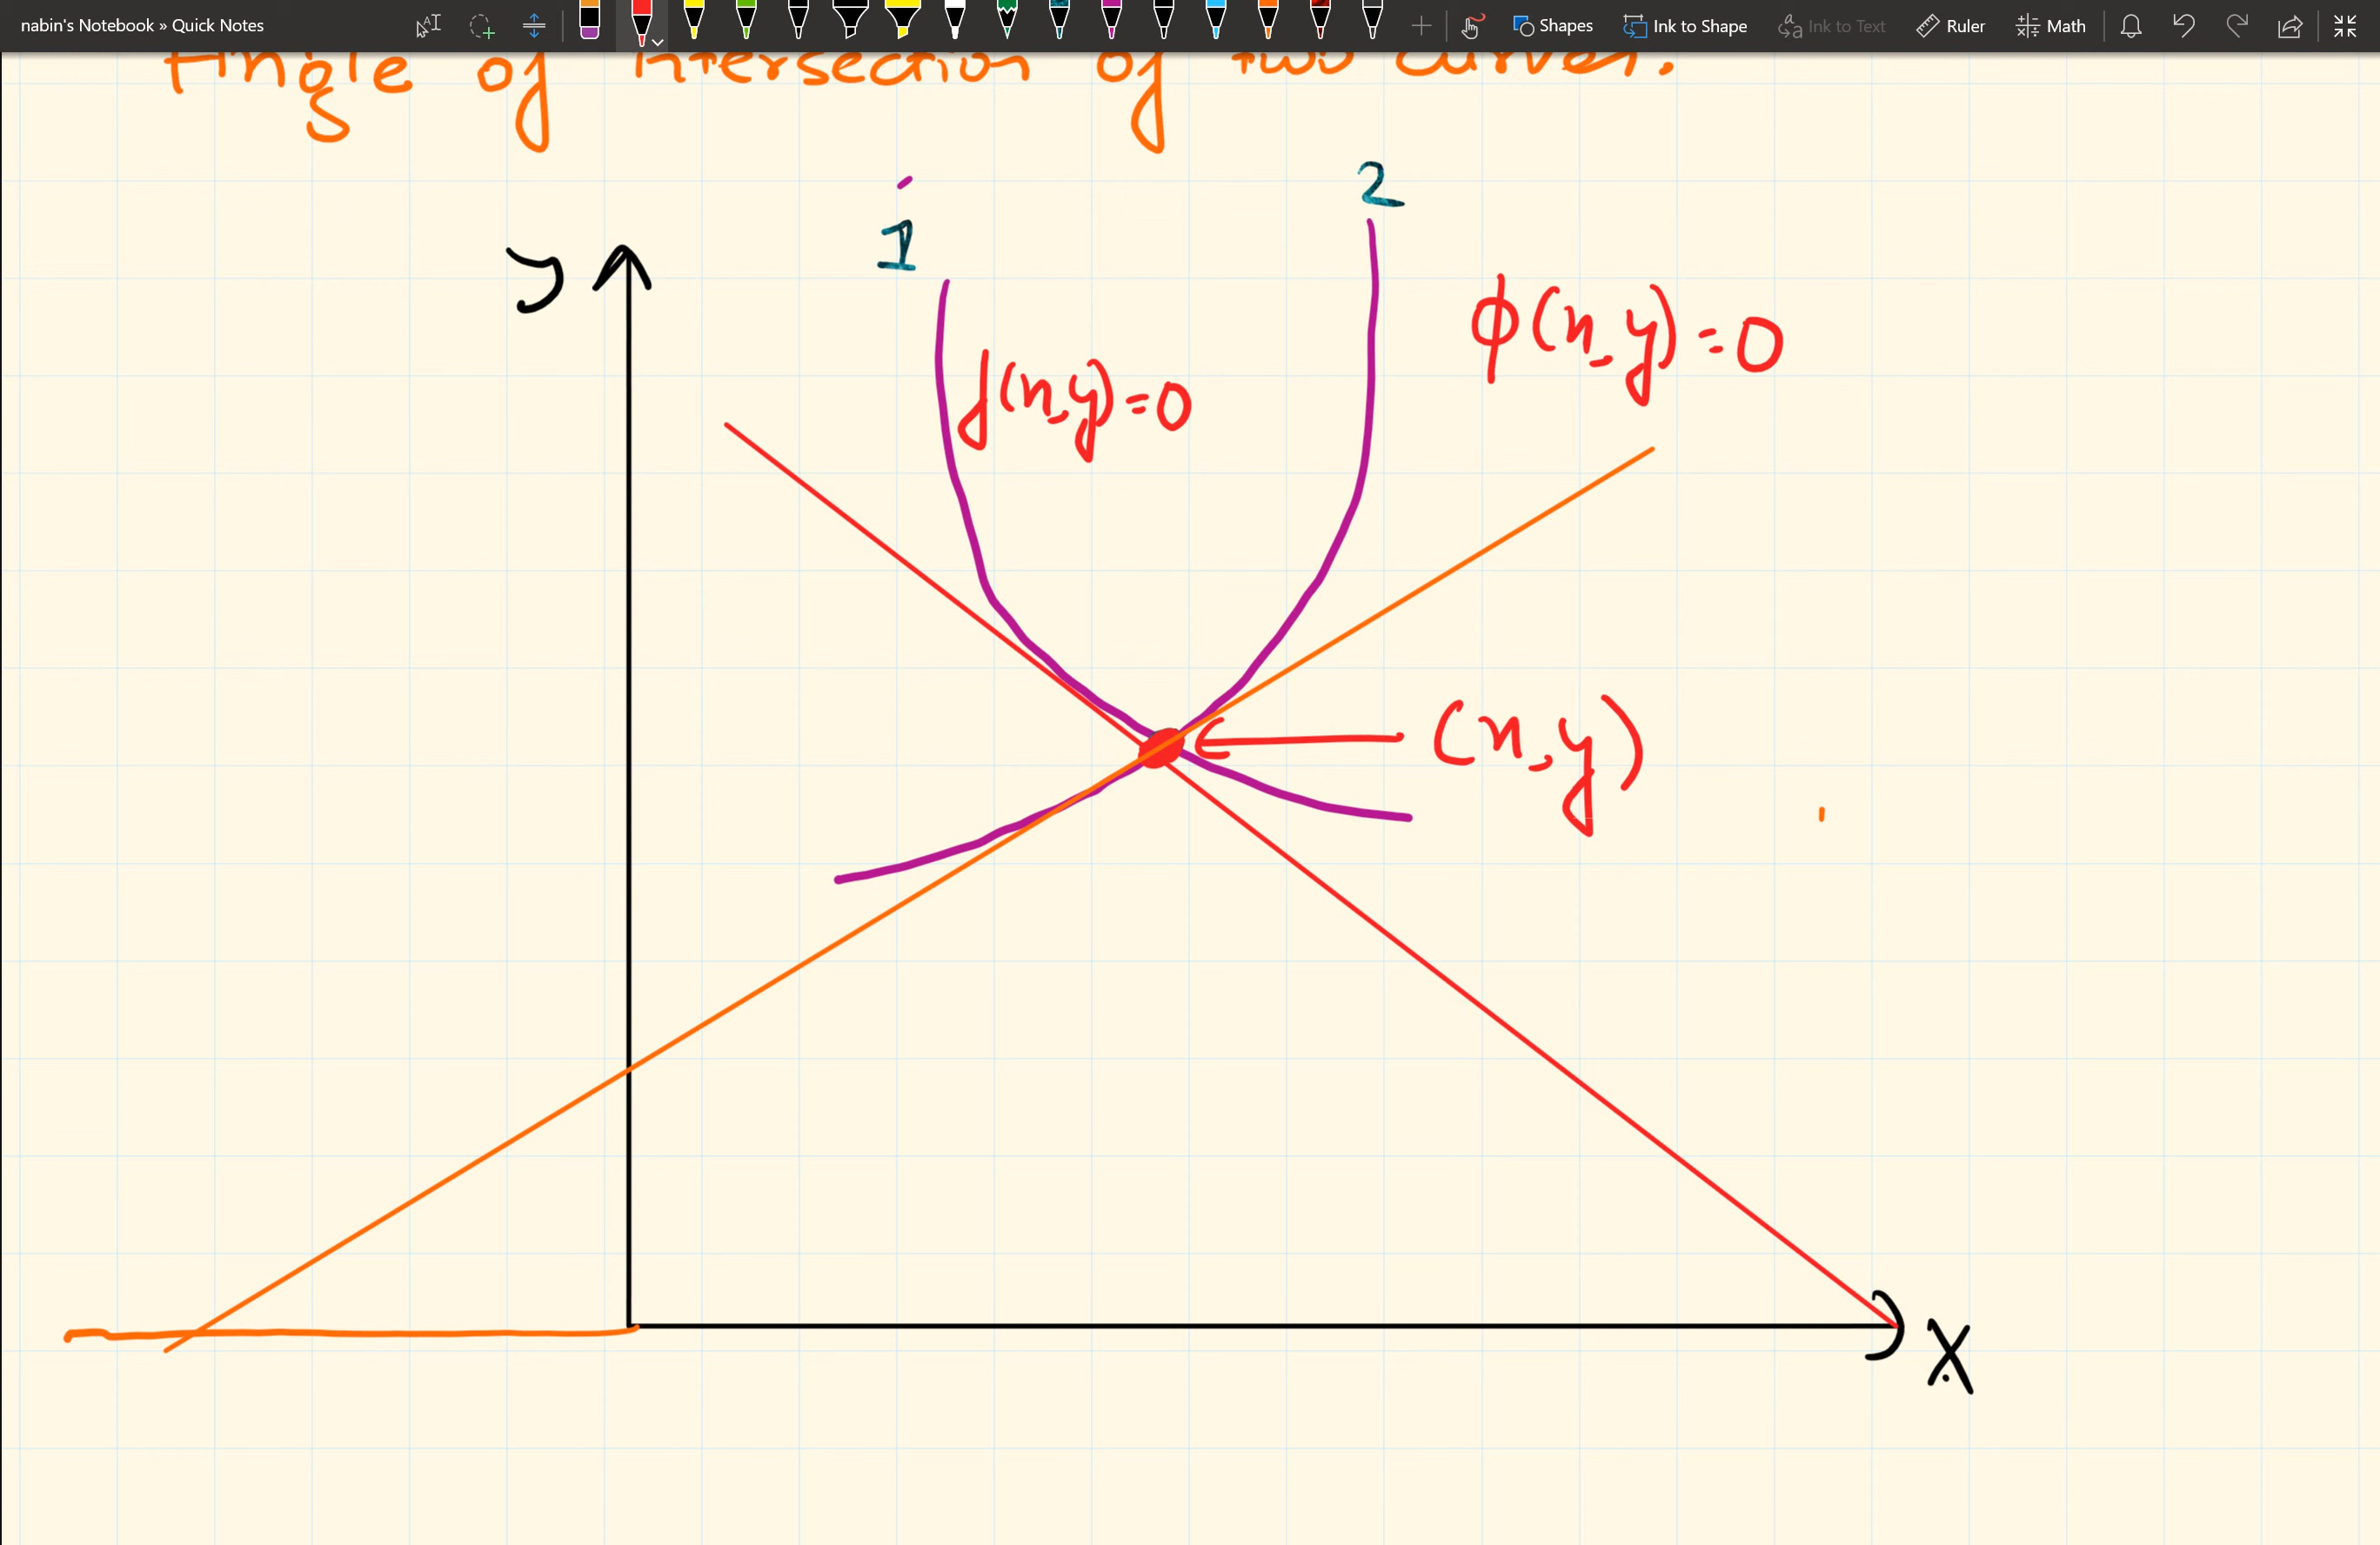 nabin's Notebook » Quick Notes
Shapes
Ink to Shape
Ink to Text
Ruler
Math
Angle of intersection of two curves.
1
2
y
f(x,y)=0
ϕ(x,y)=0
(x,y)
X